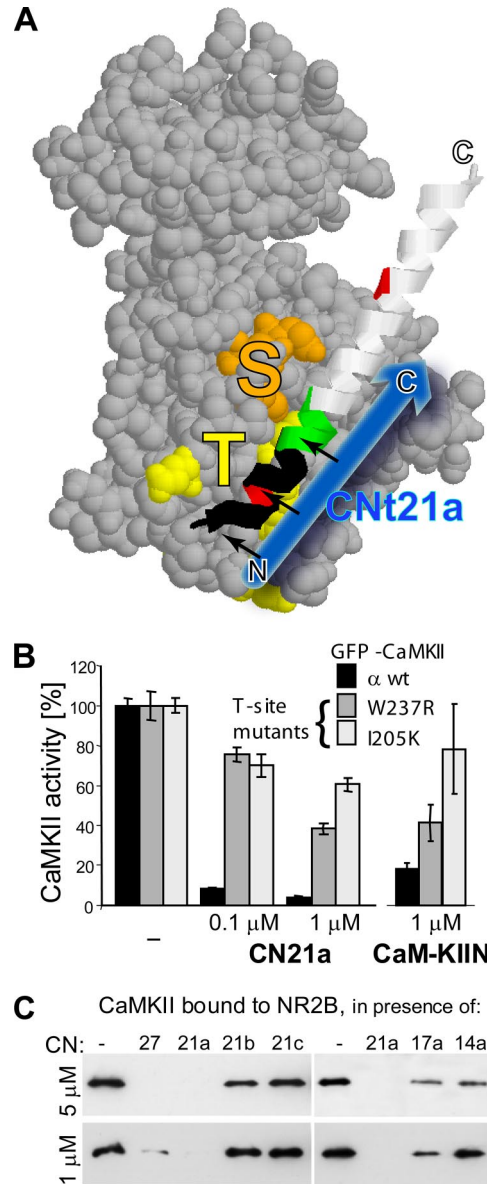 A
C
S
C
T
CNt21a
N
B
GFP -CaMKII
α wt
T-site mutants { W237R
I205K
CaMKII activity [%]
120
100
80
60
40
20
0
– 0.1 μM 1 μM 1 μM
CN21a CaM-KIIN
C CaMKII bound to NR2B, in presence of:
CN: - 27 21a 21b 21c - 21a 17a 14a
5 μM
1 μM